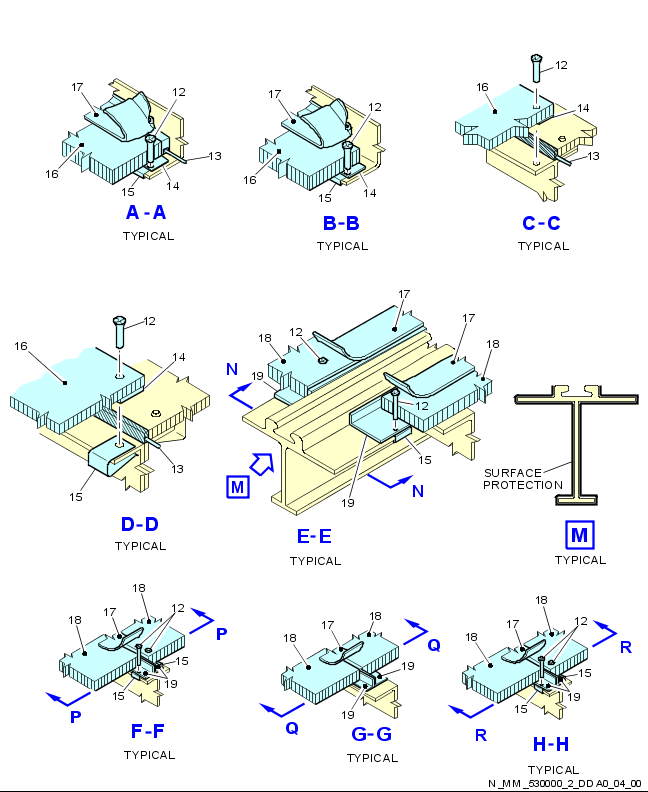 17
12
16
15
14
13
A-A
TYPICAL
17
12
16
15
14
B-B
TYPICAL
12
16
14
13
C-C
TYPICAL
12
16
14
13
15
D-D
TYPICAL
17
17
12
18
18
N
19
12
15
M
19
N
E-E
TYPICAL
SURFACE
PROTECTION
M
TYPICAL
18
17
18
12
P
15
15
19
P
F-F
TYPICAL
18
17
18
Q
19
19
Q
G-G
TYPICAL
18
17
18
12
R
15
15
19
R
H-H
TYPICAL
N_MM_530000_2_DDA0_04_00